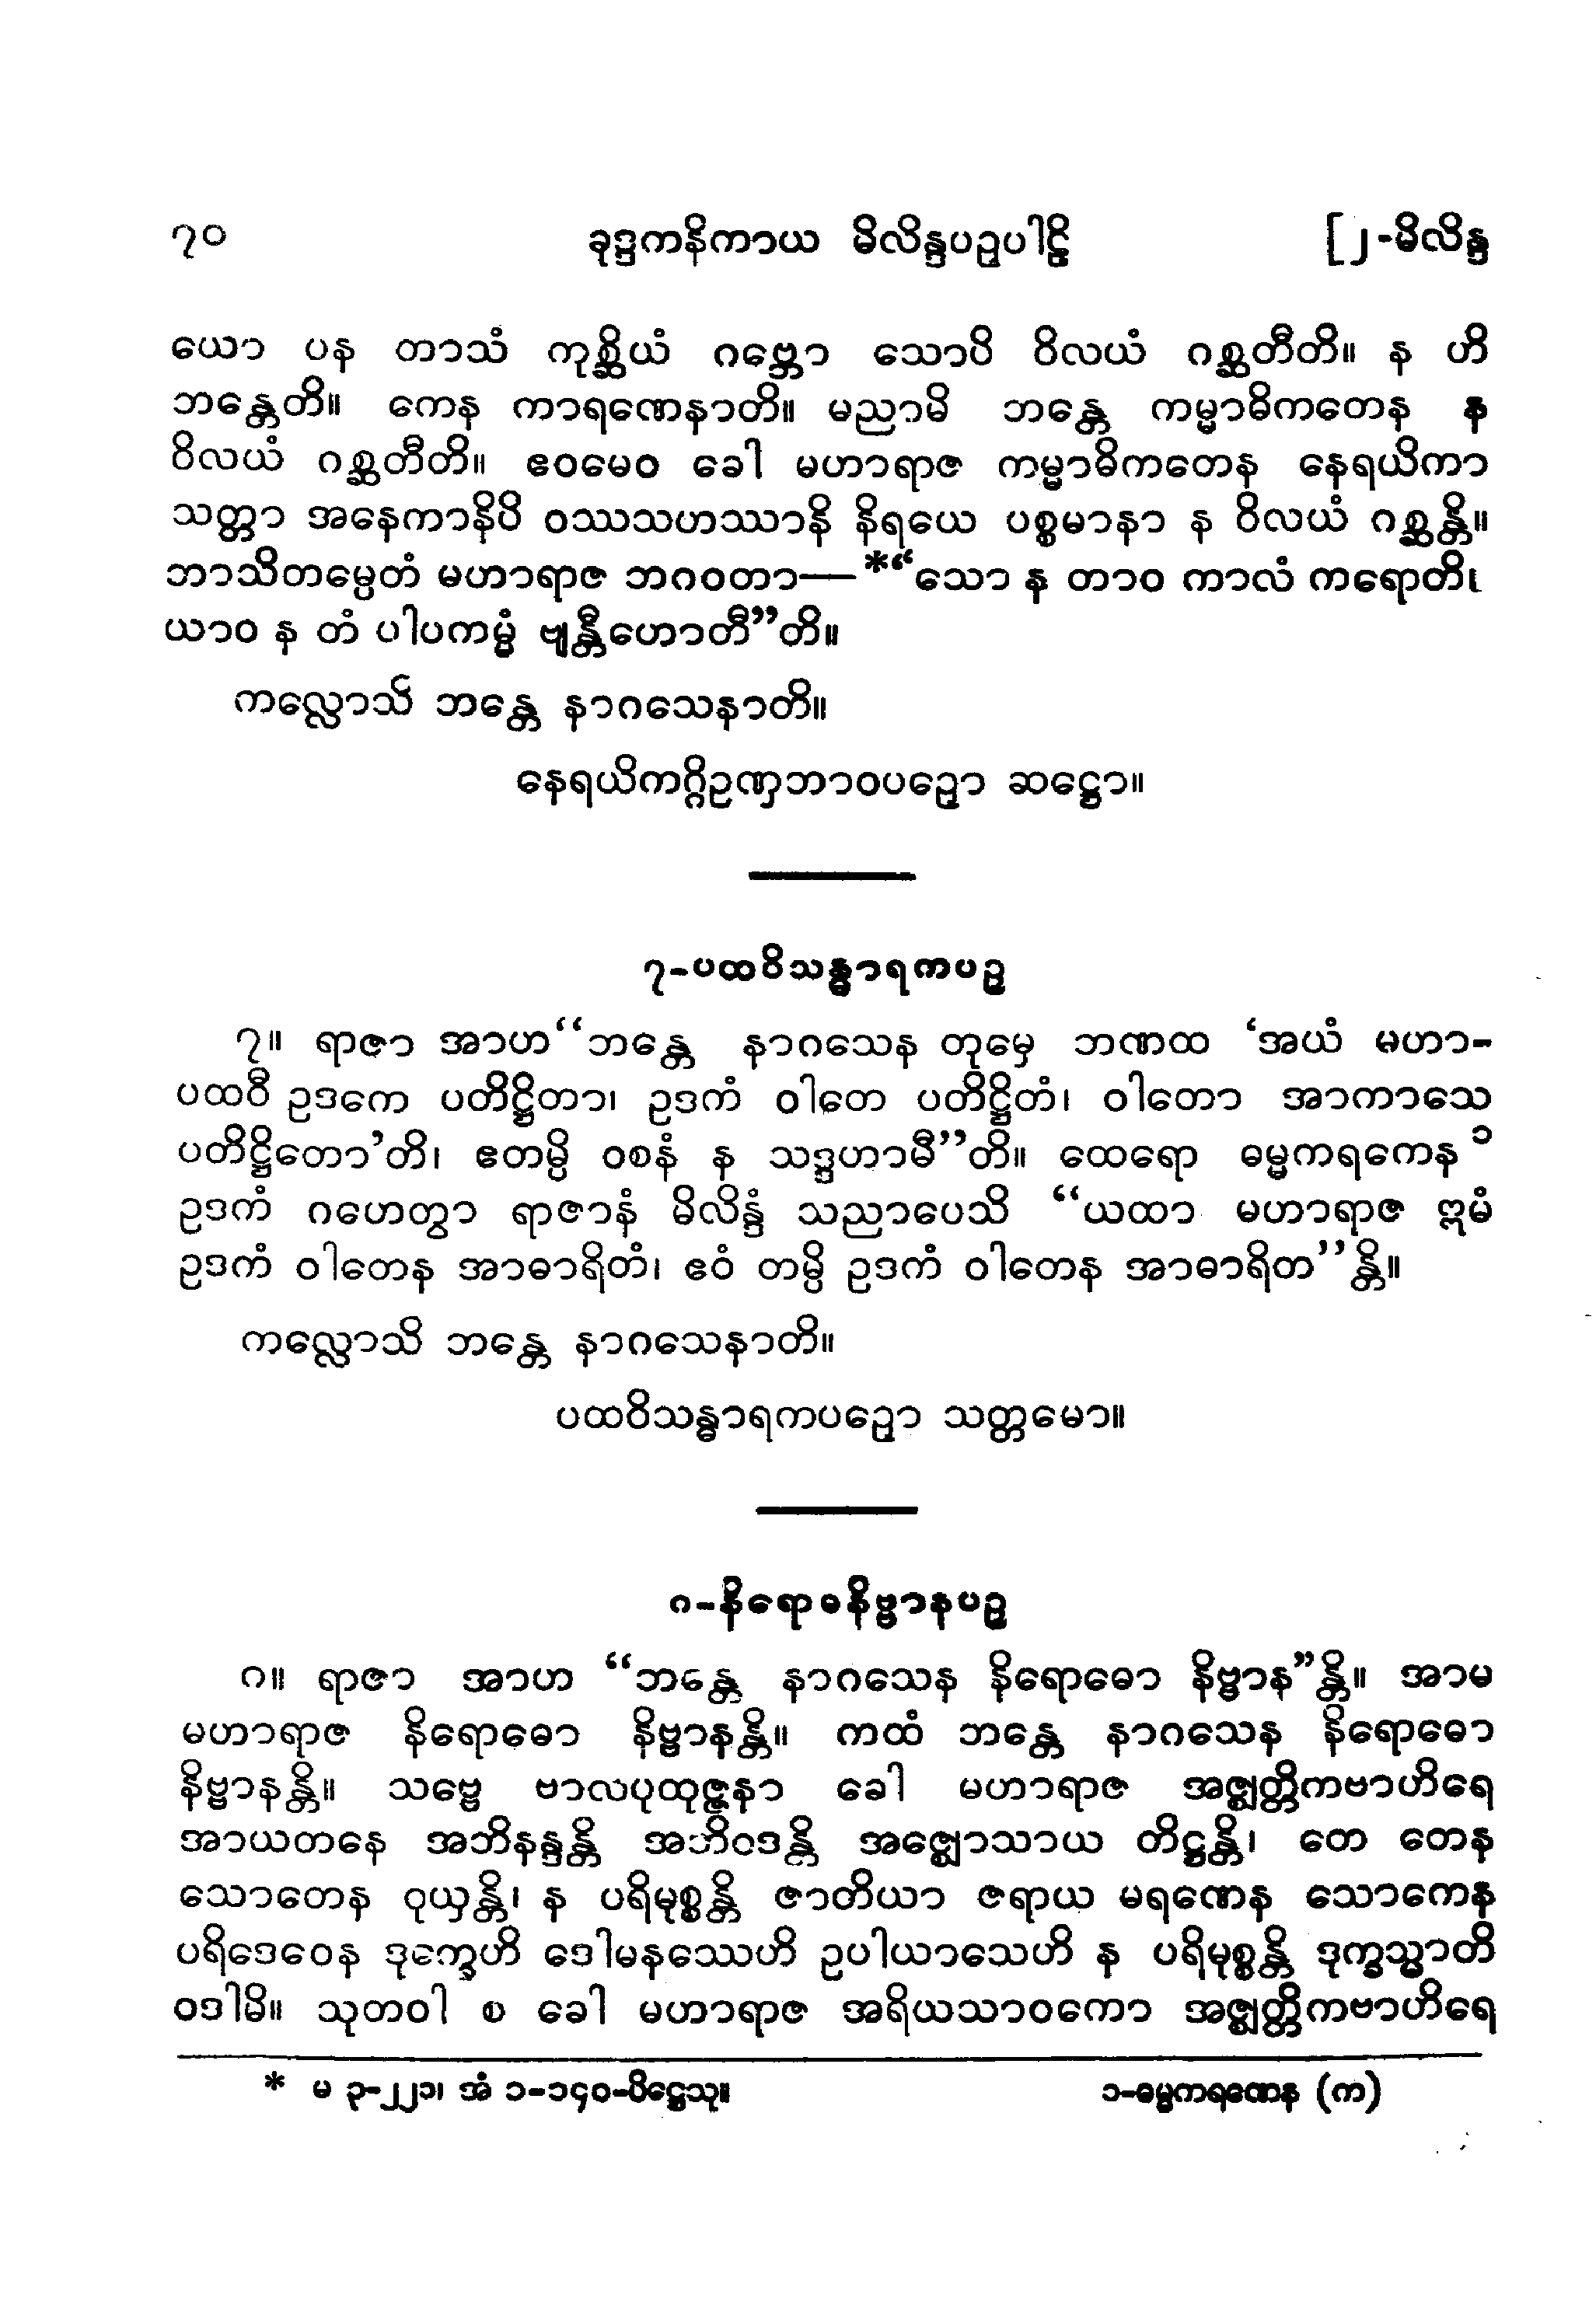 ၇၀ ခုဒ္ဒကနိကာယ မိလိန္ဒပဉှပါဠိ [၂-မိလိန္ဒ
ယော ပန တာသံ ကုစ္ဆိယံ ဂဗ္ဘော သောပိ ဝိလယံ ဂစ္ဆတီတိ။ န ဟိ
ဘန္တေတိ။ ကေန ကာရဏေနာတိ။ မညာမိ ဘန္တေ ကမ္မာဓိကတေန န
ဝိလယံ ဂစ္ဆတီတိ။ ဧဝမေဝ ခေါ မဟာရာဇ ကမ္မာဓိကတေန နေရယိကာ
သတ္တာ အနေကာနိပိ ဝဿသဟဿာနိ နိရယေ ပစ္စမာနာ န ဝိလယံ ဂစ္ဆန္တိ။
ဘာသိတမ္ပေတံ မဟာရာဇ ဘဂဝတာ—*“သော န တာဝ ကာလံ ကရောတိ၊
ယာဝ န တံ ပါပကမ္မံ ဗျန္တီဟောတီ”တိ။
ကလ္လောသိ ဘန္တေ နာဂသေနာတိ။
နေရယိကဂ္ဂိဥဏှဘာဝပဉှော ဆဋ္ဌော။
၇-ပထဝိသန္ဓာရကပဉှ
၇။ ရာဇာ အာဟ“ဘန္တေ နာဂသေန တုမှေ ဘဏထ ‘အယံ မဟာ-
ပထဝီ ဥဒကေ ပတိဋ္ဌိတာ၊ ဥဒကံ ဝါတေ ပတိဋ္ဌိတံ၊ ဝါတော အာကာသေ
ပတိဋ္ဌိတော’တိ၊ ဧတမ္ပိ ဝစနံ န သဒ္ဒဟာမီ”တိ။ ထေရော ဓမ္မကရကေန ၁
ဥဒကံ ဂဟေတွာ ရာဇာနံ မိလိန္ဒံ သညာပေသိ “ယထာ မဟာရာဇ ဣမံ
ဥဒကံ ဝါတေန အာဓာရိတံ၊ ဧဝံ တမ္ပိ ဥဒကံ ဝါတေန အာဓာရိတ”န္တိ။
ကလ္လောသိ ဘန္တေ နာဂသေနာတိ။
ပထဝိသန္ဓာရကပဉှော သတ္တမော။
၈-နိရောဓနိဗ္ဗာနပဉှ
၈။ ရာဇာ အာဟ “ဘန္တေ နာဂသေန နိရောဓော နိဗ္ဗာန”န္တိ။ အာမ
မဟာရာဇ နိရောဓော နိဗ္ဗာနန္တိ။ ကထံ ဘန္တေ နာဂသေန နိရောဓော
နိဗ္ဗာနန္တိ။ သဗ္ဗေ ဗာလပုထုဇ္ဇနာ ခေါ မဟာရာဇ အဇ္ဈတ္တိကဗာဟိရေ
အာယတနေ အဘိနန္ဒန္တိ အဘိဝဒန္တိ အဇ္ဈောသာယ တိဋ္ဌန္တိ၊ တေ တေန
သောတေန ဝုယှန္တိ၊ န ပရိမုစ္စန္တိ ဇာတိယာ ဇရာယ မရဏေန သောကေန
ပရိဒေဝေန ဒုက္ခေဟိ ဒေါမနဿေဟိ ဥပါယာသေဟိ န ပရိမုစ္စန္တိ ဒုက္ခသ္မာတိ
ဝဒါမိ။ သုတဝါ စ ခေါ မဟာရာဇ အရိယသာဝကော အဇ္ဈတ္တိကဗာဟိရေ
* မ ၃-၂၂၁၊ အံ ၁-၁၄၀-ပိဋ္ဌေသု။ ၁-ဓမ္မကရဏေန (က)